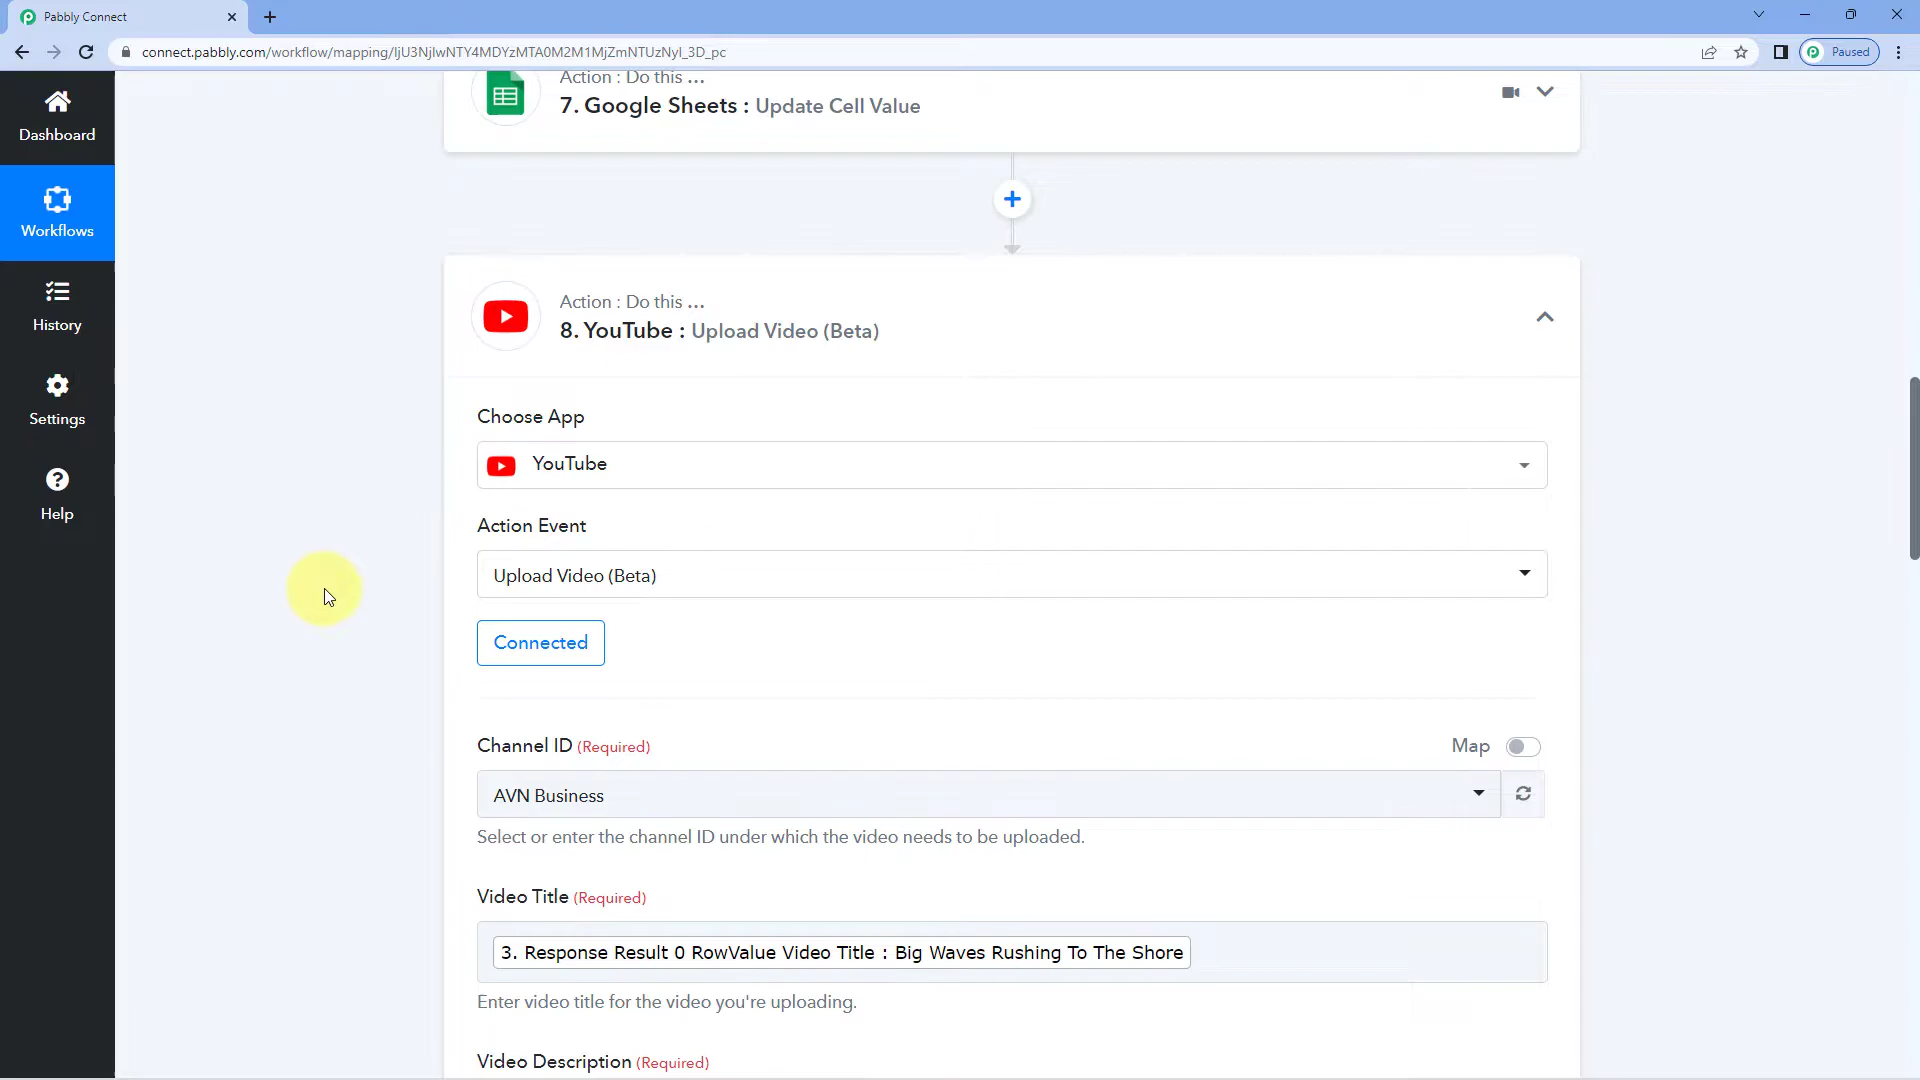 Pabbly Connect
connect.pabbly.com/workflow/mapping/IjU3NjIwNTY4MDYzMTA0M2M1MjZmNTUzNyI_3D_pc
Paused
Dashboard
Workflows
History
Settings
Help
Action : Do this ...
7. Google Sheets : Update Cell Value
Action : Do this ...
8. YouTube : Upload Video (Beta)
Choose App
YouTube
Action Event
Upload Video (Beta)
Connected
Channel ID (Required)
Map
AVN Business
Select or enter the channel ID under which the video needs to be uploaded.
Video Title (Required)
3. Response Result 0 RowValue Video Title : Big Waves Rushing To The Shore
Enter video title for the video you're uploading.
Video Description (Required)